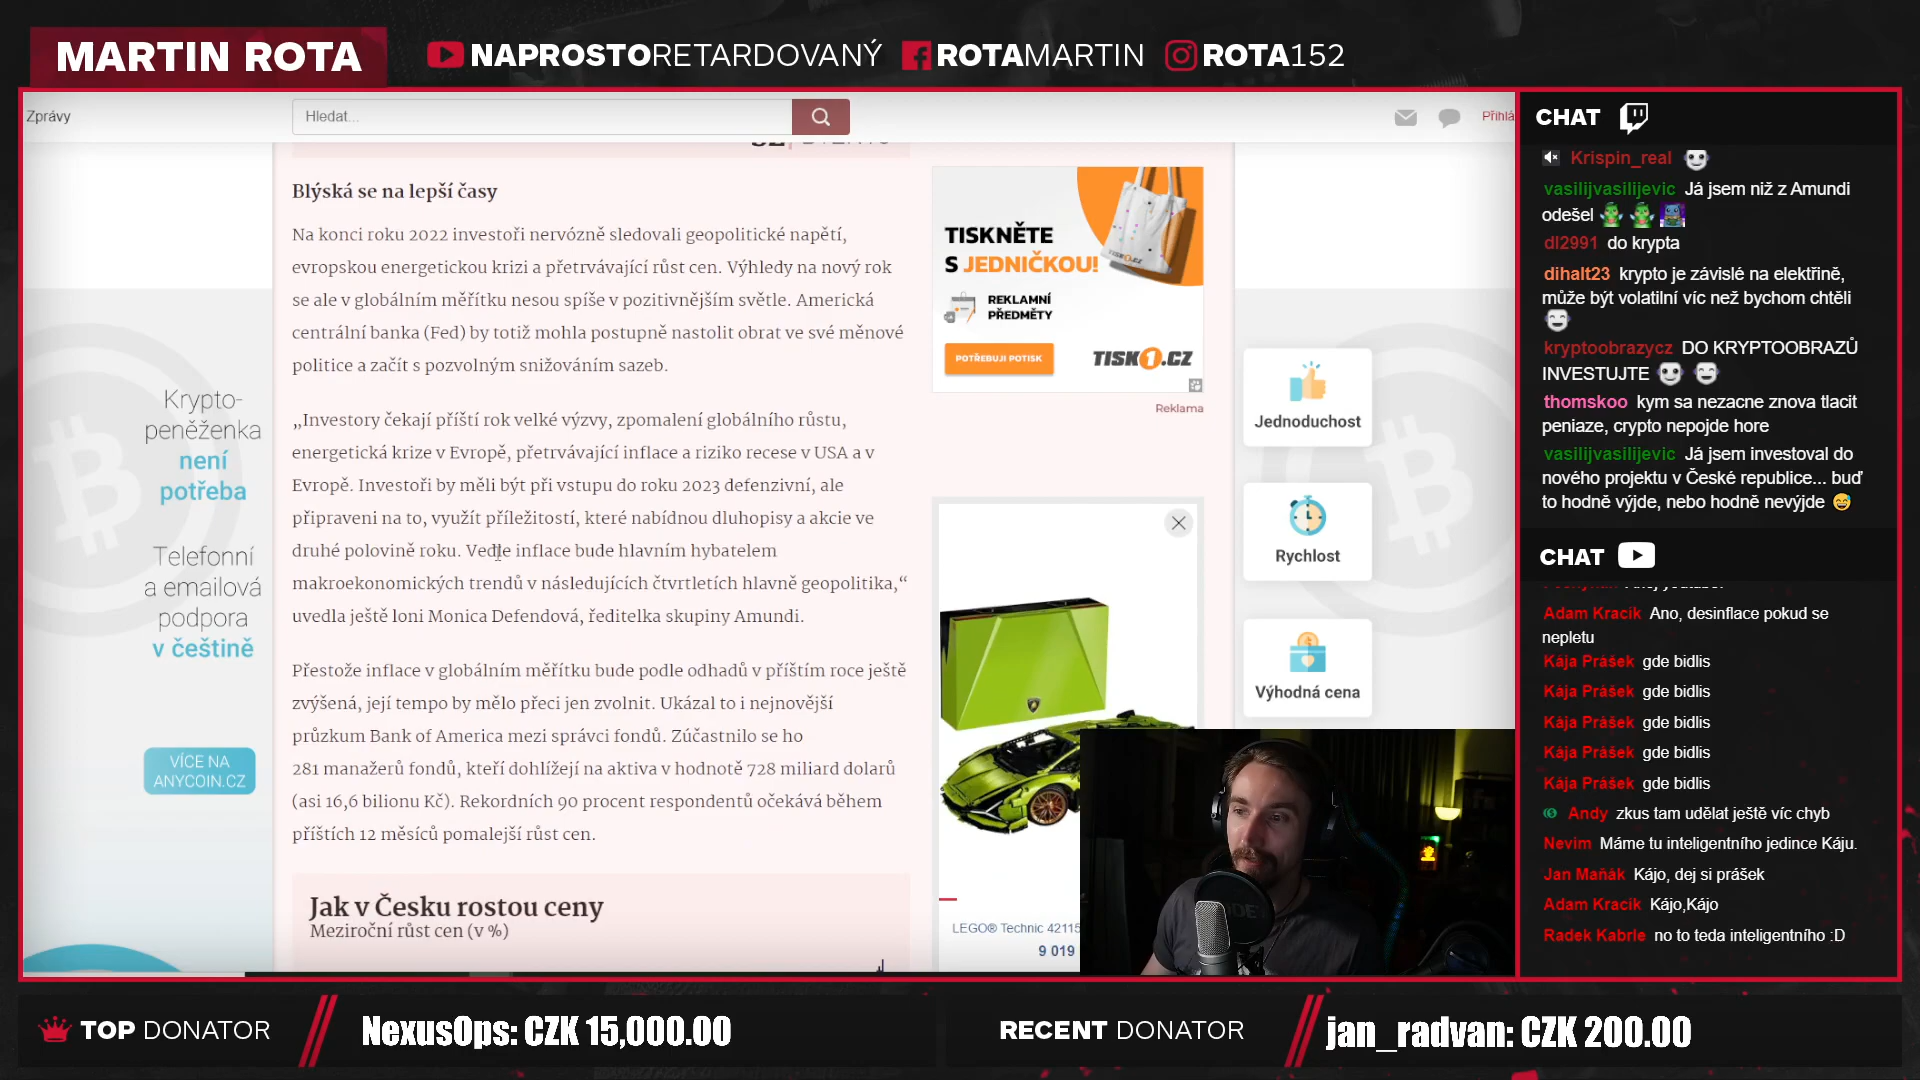 MARTIN ROTA
NAPROSTORETARDOVANÝ
ROTAMARTIN
ROTA152
Zprávy
Hledat...
Přihlá
Blýská se na lepší časy
Na konci roku 2022 investoři nervózně sledovali geopolitické napětí,
evropskou energetickou krizi a přetrvávající růst cen. Výhledy na nový rok
se ale v globálním měřítku nesou spíše v pozitivnějším světle. Americká
centrální banka (Fed) by totiž mohla postupně nastolit obrat ve své měnové
politice a začít s pozvolným snižováním sazeb.
„Investory čekají příští rok velké výzvy, zpomalení globálního růstu,
energetická krize v Evropě, přetrvávající inflace a riziko recese v USA a v
Evropě. Investoři by měli být při vstupu do roku 2023 defenzivní, ale
připraveni na to, využít příležitostí, které nabídnou dluhopisy a akcie ve
druhé polovině roku. Vedle inflace bude hlavním hybatelem
makroekonomických trendů v následujících čtvrtletích hlavně geopolitika,“
uvedla ještě loni Monica Defendová, ředitelka skupiny Amundi.
Přestože inflace v globálním měřítku bude podle odhadů v příštím roce ještě
zvýšená, její tempo by mělo přeci jen zvolnit. Ukázal to i nejnovější
průzkum Bank of America mezi správci fondů. Zúčastnilo se ho
281 manažerů fondů, kteří dohlížejí na aktiva v hodnotě 728 miliard dolarů
(asi 16,6 bilionu Kč). Rekordních 90 procent respondentů očekává během
příštích 12 měsíců pomalejší růst cen.
Jak v Česku rostou ceny
Meziroční růst cen (v %)
Krypto-
peněženka
není
potřeba
Telefonní
a emailová
podpora
v češtině
VÍCE NA
ANYCOIN.CZ
TISKNĚTE
S JEDNIČKOU!
REKLAMNÍ
PŘEDMĚTY
POTŘEBUJI POTISK
TISK1.CZ
Reklama
LEGO® Technic 42115
9 019
Jednoduchost
Rychlost
Výhodná cena
CHAT
Krispin_real
vasilijvasilijevic Já jsem niž z Amundi
odešel
dl2991 do krypta
dihalt23 krypto je závislé na elektřině,
může být volatilní víc než bychom chtěli
kryptoobrazycz DO KRYPTOOBRAZŮ
INVESTUJTE
thomskoo kym sa nezacne znova tlacit
peniaze, crypto nepojde hore
vasilijvasilijevic Já jsem investoval do
nového projektu v České republice... buď
to hodně výjde, nebo hodně nevýjde
CHAT
Adam Kracík Ano, desinflace pokud se
nepletu
Kája Prášek gde bidlis
Kája Prášek gde bidlis
Kája Prášek gde bidlis
Kája Prášek gde bidlis
Kája Prášek gde bidlis
Andy zkus tam udělat ještě víc chyb
Nevim Máme tu inteligentního jedince Káju.
Jan Maňák Kájo, dej si prášek
Adam Kracík Kájo,Kájo
Radek Kabrle no to teda inteligentního :D
TOP DONATOR
NexusOps: CZK 15,000.00
RECENT DONATOR
jan_radvan: CZK 200.00